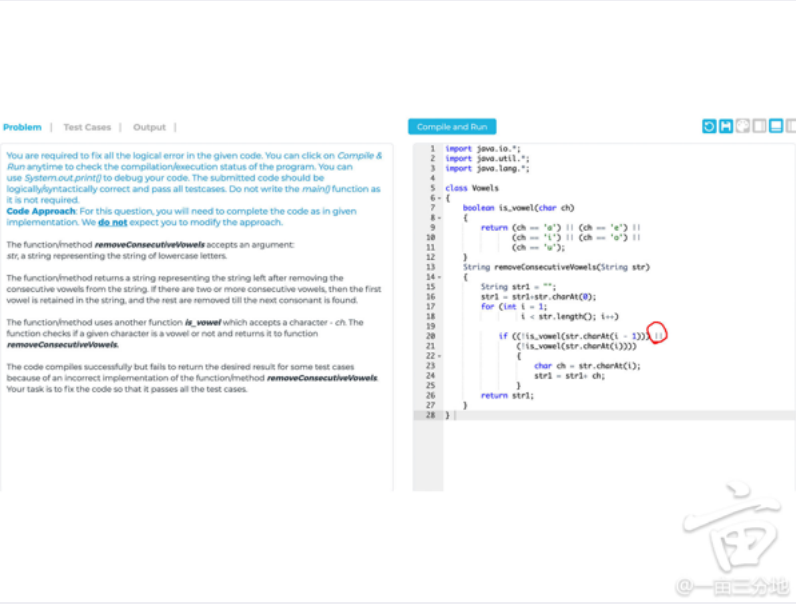 Problem | Test Cases | Output |
Compile and Run
You are required to fix all the logical error in the given code. You can click on Compile &
Run anytime to check the compilation/execution status of the program. You can
use System.out.print() to debug your code. The submitted code should be
logically/syntactically correct and pass all testcases. Do not write the main() function as
it is not required.
Code Approach: For this question, you will need to complete the code as in given
implementation. We do not expect you to modify the approach.
The function/method removeConsecutiveVowels accepts an argument:
str, a string representing the string of lowercase letters.
The function/method returns a string representing the string left after removing the
consecutive vowels from the string. If there are two or more consecutive vowels, then the first
vowel is retained in the string, and the rest are removed till the next consonant is found.
The function/method uses another function is_vowel which accepts a character - ch. The
function checks if a given character is a vowel or not and returns it to function
removeConsecutiveVowels.
The code compiles successfully but fails to return the desired result for some test cases
because of an incorrect implementation of the function/method removeConsecutiveVowels.
Your task is to fix the code so that it passes all the test cases.
1 import java.io.*;
2 import java.util.*;
3 import java.lang.*;
4
5 class Vowels
6 {
7 boolean is_vowel(char ch)
8 {
9 return (ch == 'a') || (ch == 'e') ||
10 (ch == 'i') || (ch == 'o') ||
11 (ch == 'u');
12 }
13 String removeConsecutiveVowels(String str)
14 {
15 String str1 = "";
16 str1 = str1+str.charAt(0);
17 for (int i = 1;
18 i < str.length(); i++)
19
20 if ((!is_vowel(str.charAt(i - 1))) ||
21 (!is_vowel(str.charAt(i))))
22 {
23 char ch = str.charAt(i);
24 str1 = str1+ ch;
25 }
26 return str1;
27 }
28 }
亩
@一亩三分地